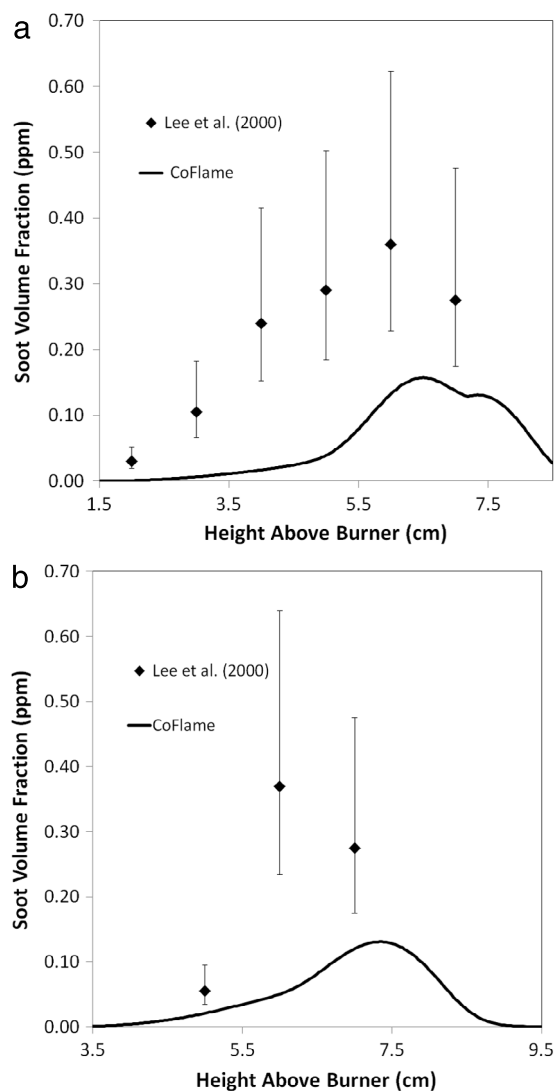 a
0.70
0.60
0.50
0.40
0.30
0.20
0.10
0.00
Soot Volume Fraction (ppm)
Lee et al. (2000)
CoFlame
1.5 3.5 5.5 7.5
Height Above Burner (cm)
b
0.70
0.60
0.50
0.40
0.30
0.20
0.10
0.00
Soot Volume Fraction (ppm)
Lee et al. (2000)
CoFlame
3.5 5.5 7.5 9.5
Height Above Burner (cm)